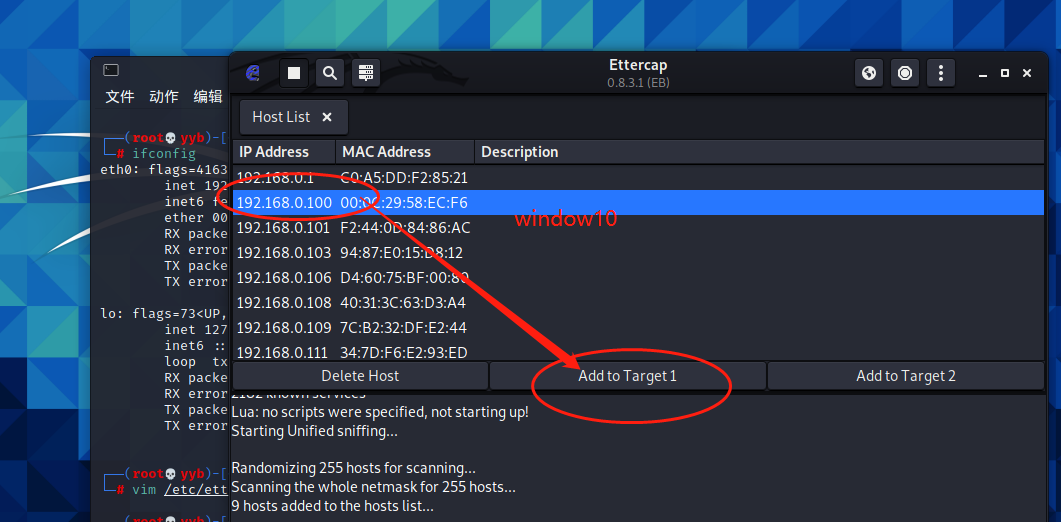 Ettercap
0.8.3.1 (EB)
文件 动作 编辑
Host List ×
IP Address MAC Address Description
192.168.0.1 C0:A5:DD:F2:85:21
192.168.0.100 00:0C:29:58:EC:F6
window10
192.168.0.101 F2:44:0D:84:86:AC
192.168.0.103 94:87:E0:15:D8:12
192.168.0.106 D4:60:75:BF:00:80
192.168.0.108 40:31:3C:63:D3:A4
192.168.0.109 7C:B2:32:DF:E2:44
192.168.0.111 34:7D:F6:E2:93:ED
Delete Host Add to Target 1 Add to Target 2
2182 known services
Lua: no scripts were specified, not starting up!
Starting Unified sniffing...
Randomizing 255 hosts for scanning...
Scanning the whole netmask for 255 hosts...
9 hosts added to the hosts list...
(root💀yyb)-[
# ifconfig
eth0: flags=4163
inet 192
inet6 fe
ether 00
RX packe
RX error
TX packe
TX error
lo: flags=73<UP,
inet 127
inet6 ::
loop tx
RX packe
RX error
TX packe
TX error
(root💀yyb)-[
# vim /etc/ett
(root💀yyb)-[